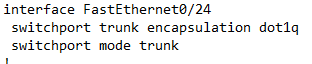 interface FastEthernet0/24
 switchport trunk encapsulation dot1q
 switchport mode trunk
!